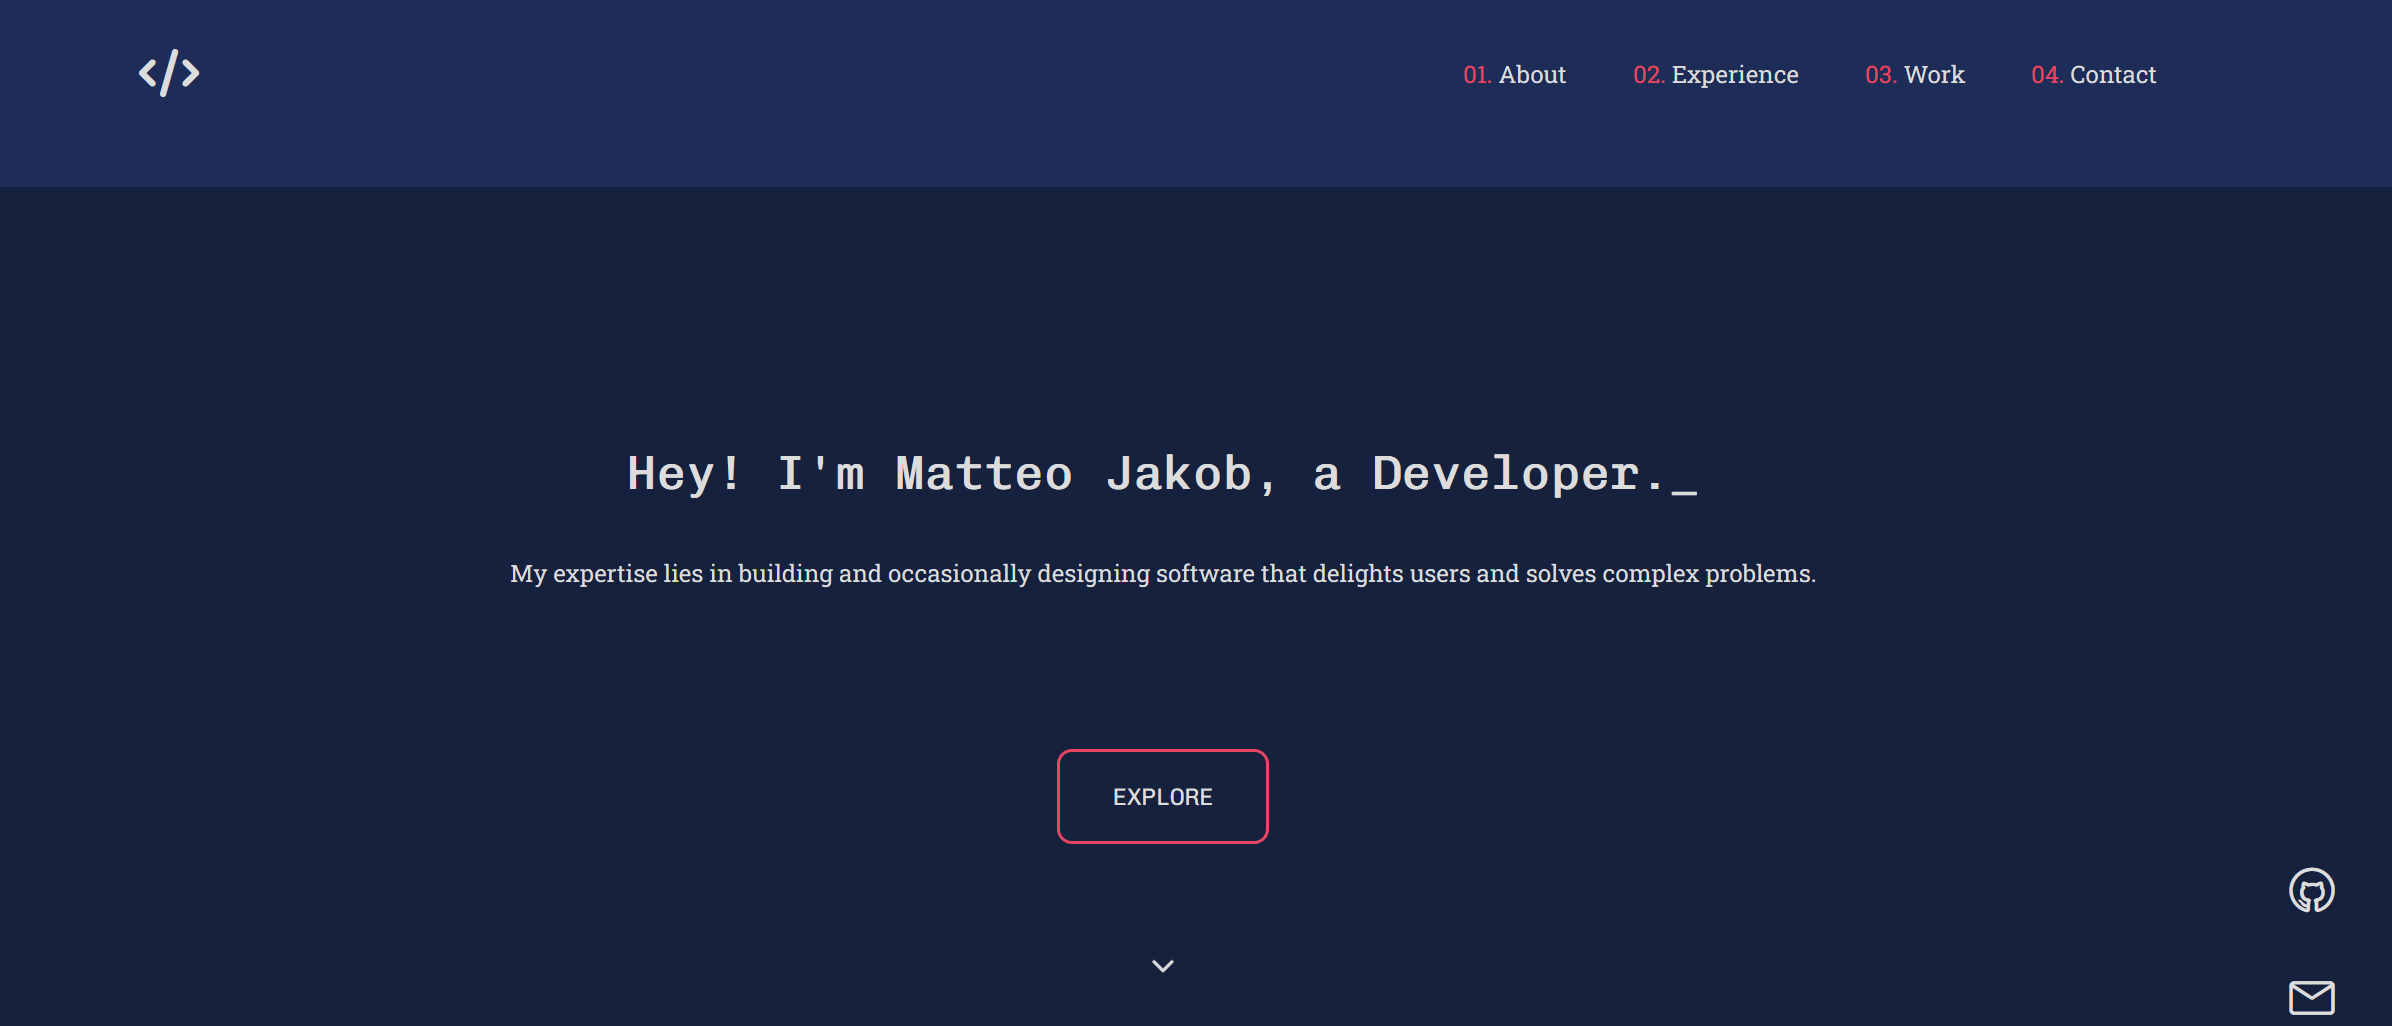 </>
01. About 02. Experience 03. Work 04. Contact
Hey! I'm Matteo Jakob, a Developer._
My expertise lies in building and occasionally designing software that delights users and solves complex problems.
EXPLORE